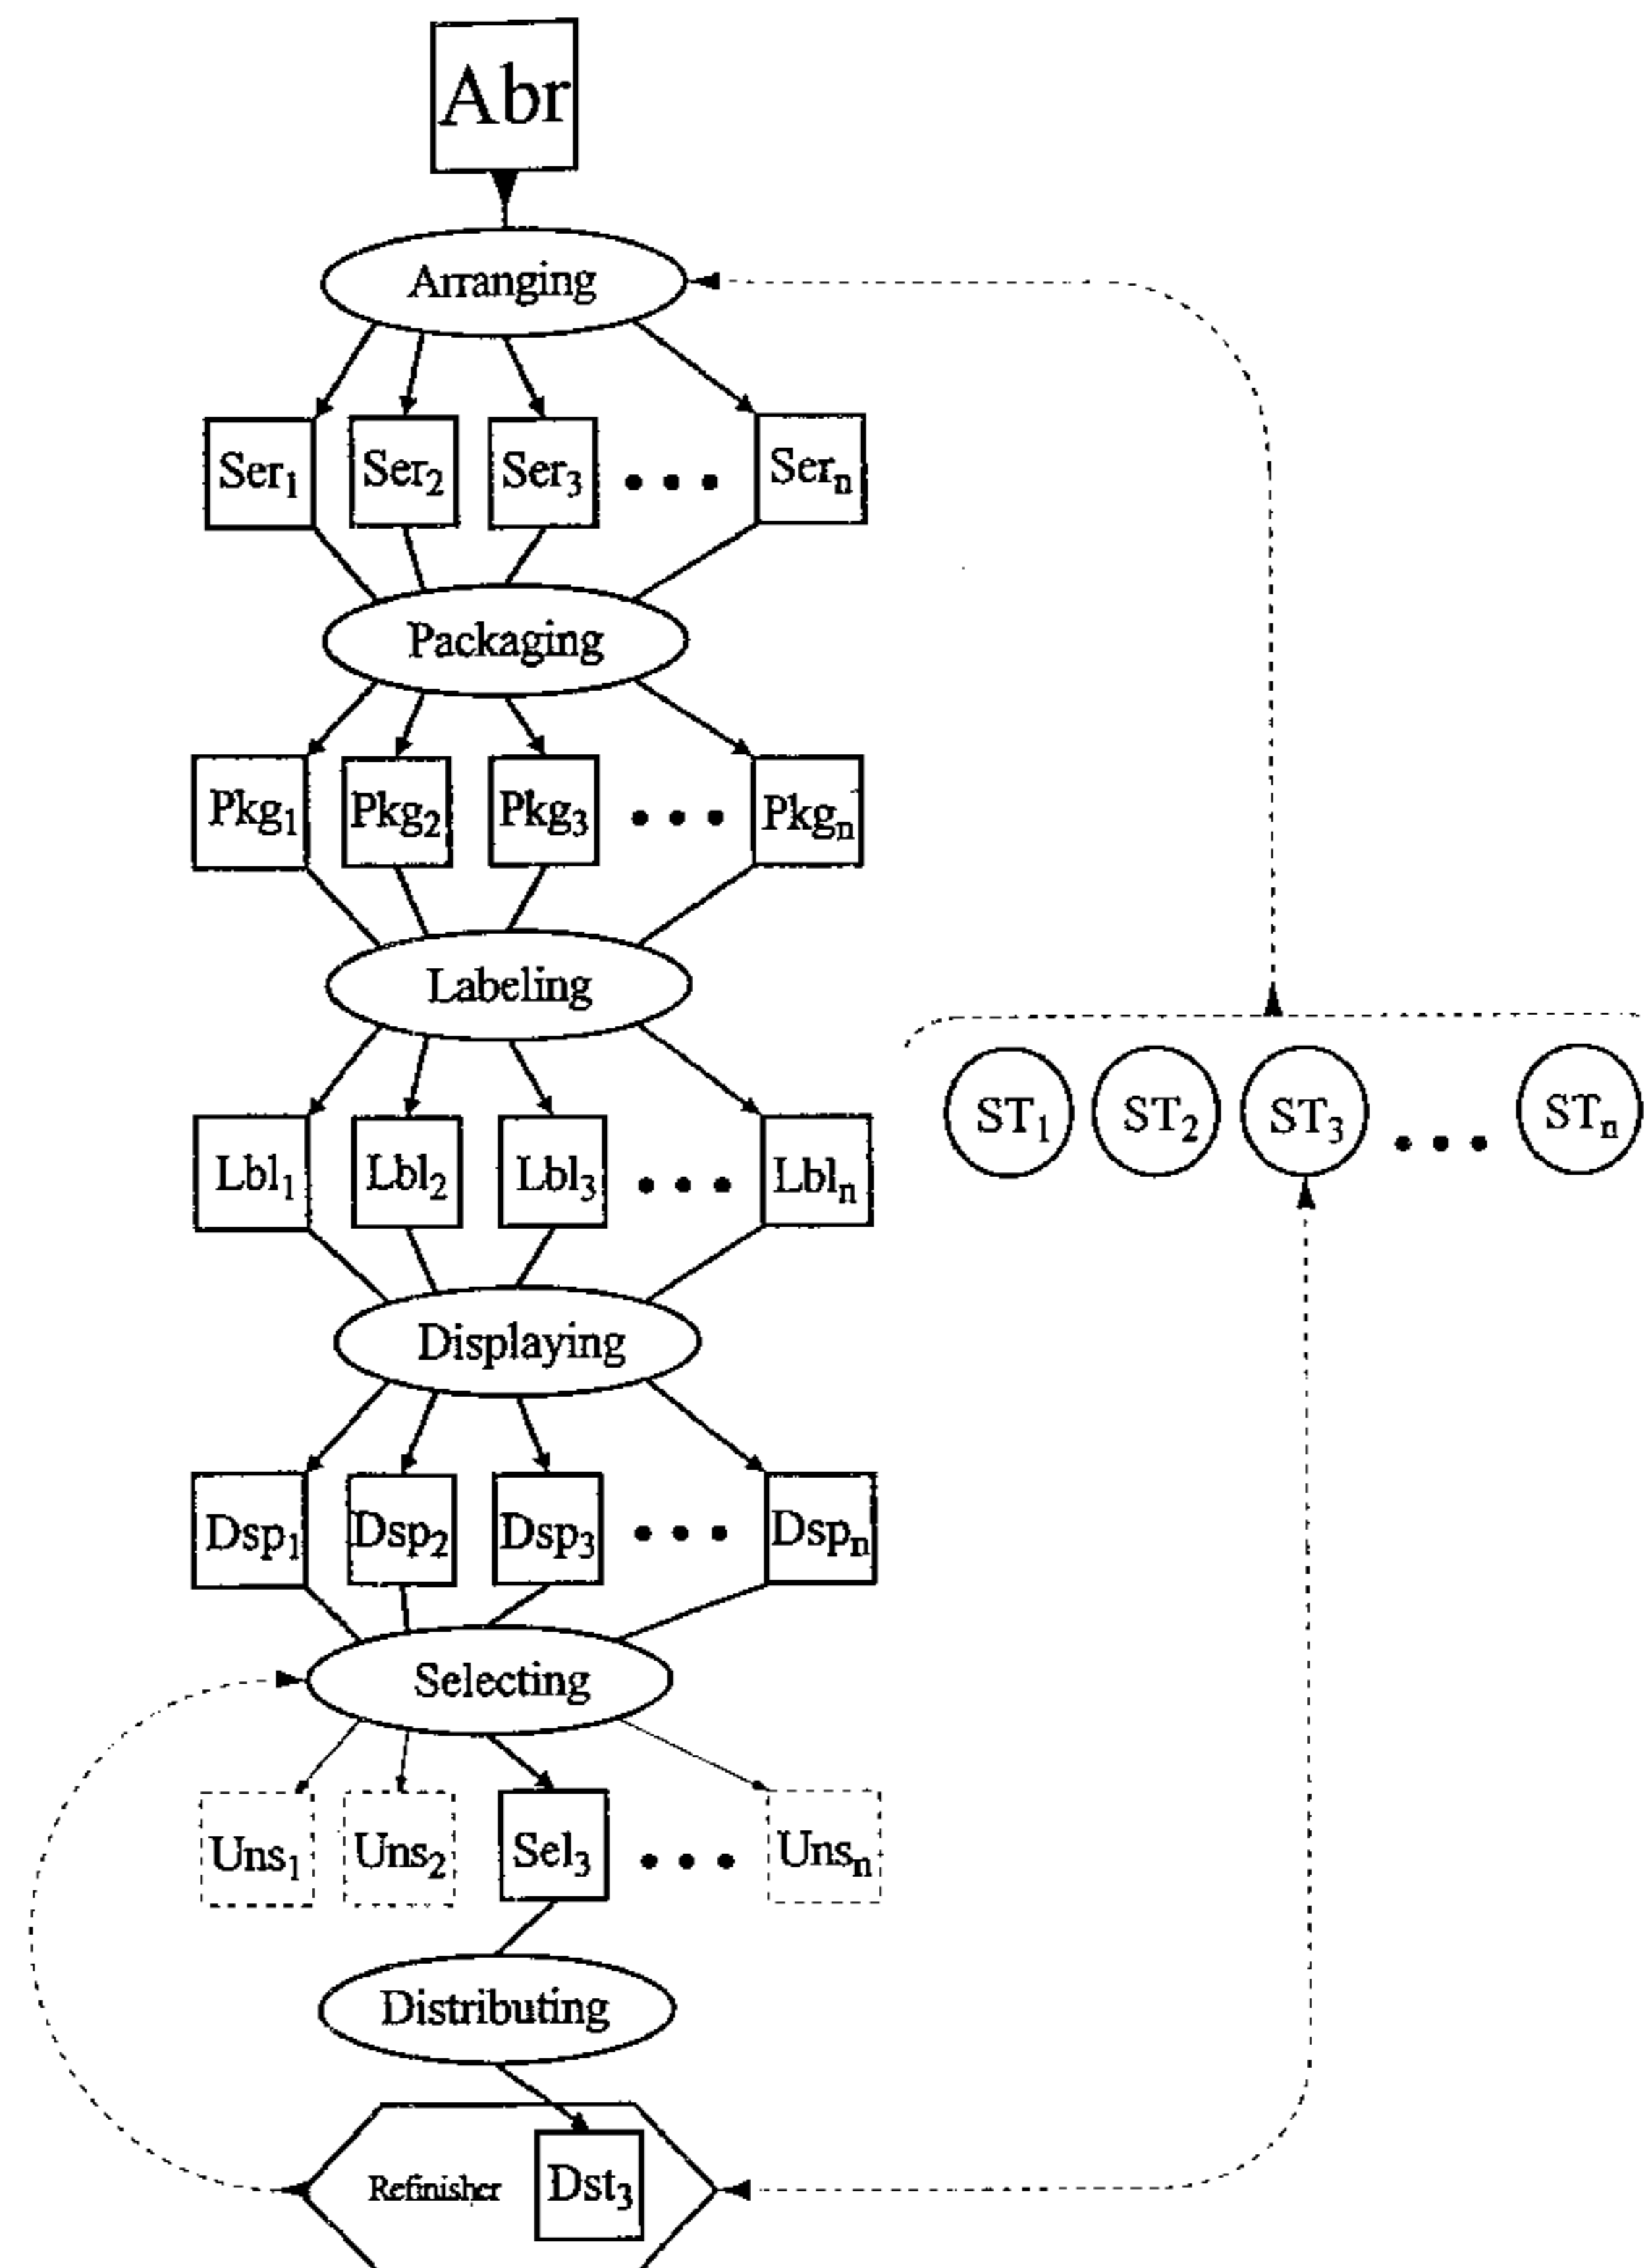 Abr
Arranging
Ser₁ Ser₂ Ser₃ • • • Serₙ
Packaging
Pkg₁ Pkg₂ Pkg₃ • • • Pkgₙ
Labeling
ST₁ ST₂ ST₃ • • • STₙ
Lbl₁ Lbl₂ Lbl₃ • • • Lblₙ
Displaying
Dsp₁ Dsp₂ Dsp₃ • • • Dspₙ
Selecting
Uns₁ Uns₂ Sel₃ • • • Unsₙ
Distributing
Refinisher Dst₃